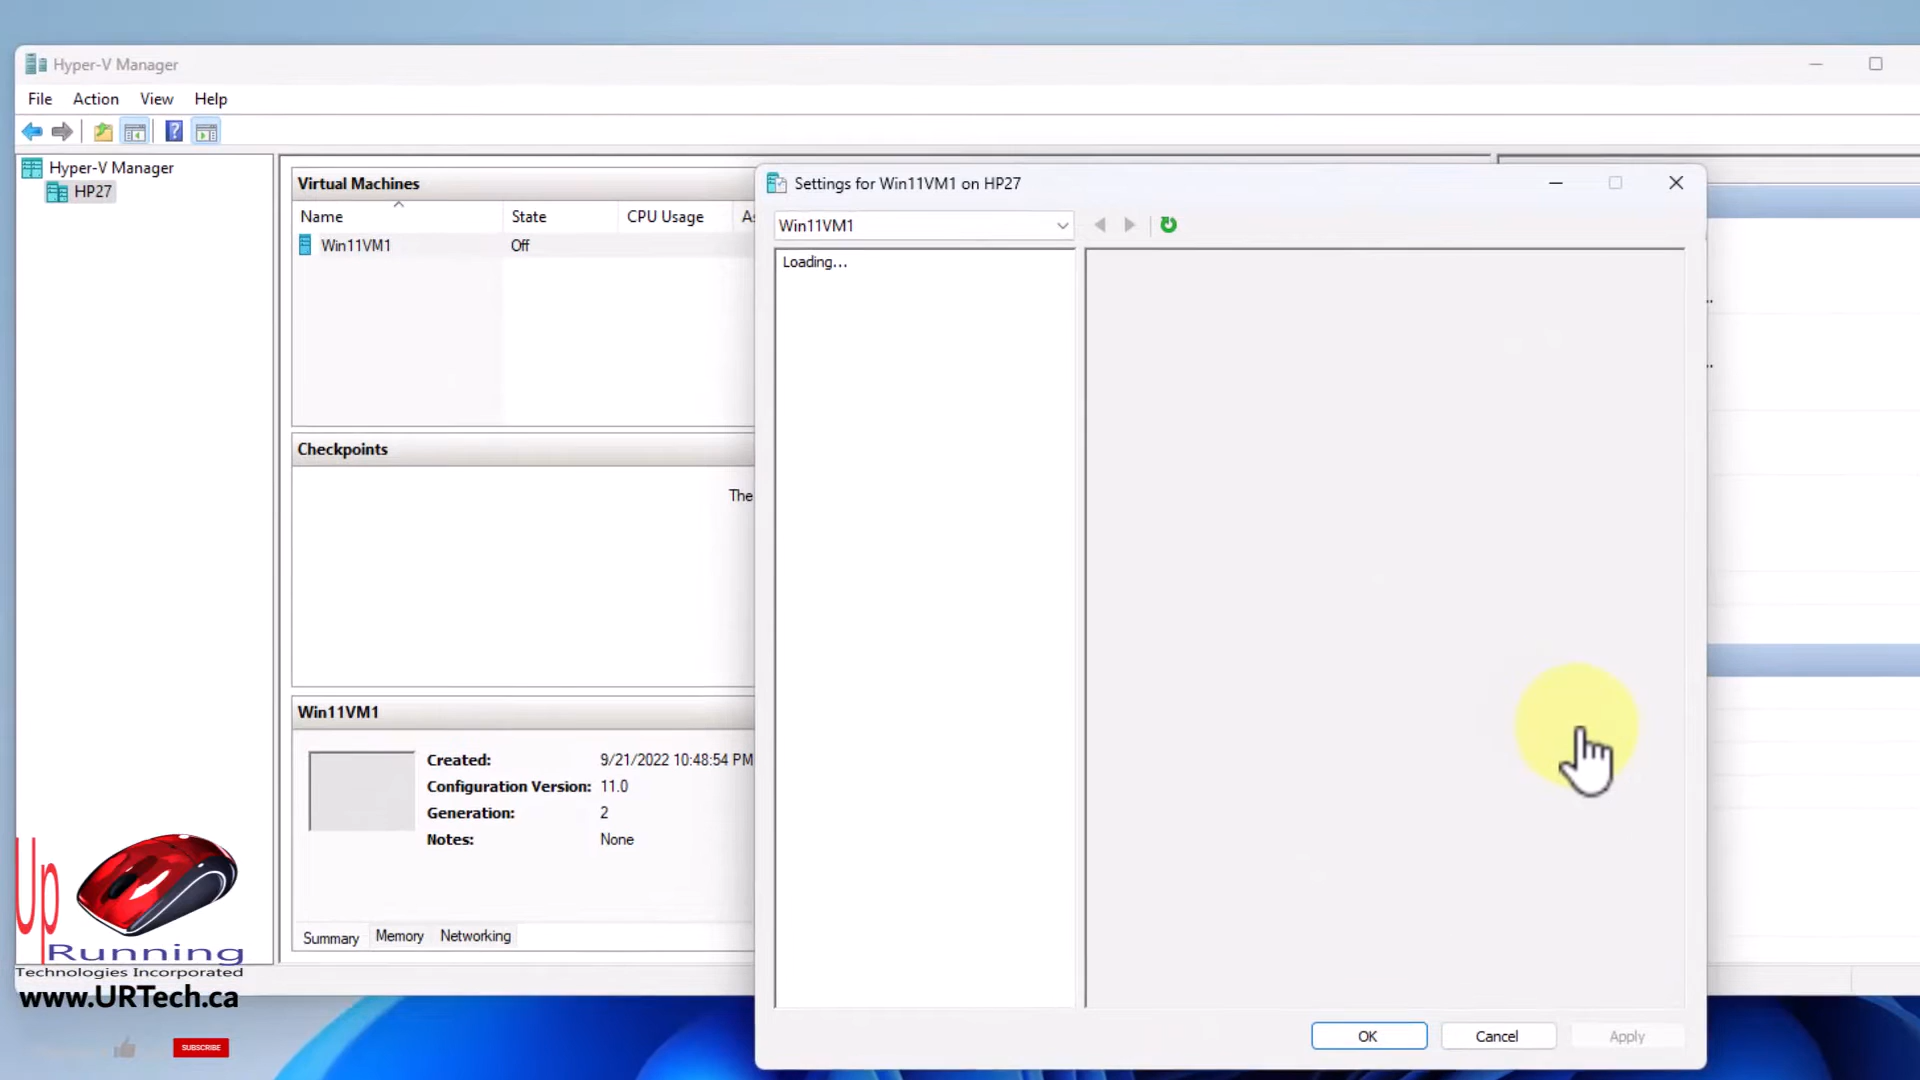 Hyper-V Manager
File Action View Help
Hyper-V Manager
HP27
Virtual Machines
Name State CPU Usage
Win11VM1 Off
Checkpoints
The
Win11VM1
Created: 9/21/2022 10:48:54 PM
Configuration Version: 11.0
Generation: 2
Notes: None
Summary Memory Networking
Settings for Win11VM1 on HP27
Win11VM1
Loading...
OK Cancel Apply
Up
Running
Technologies Incorporated
www.URTech.ca
SUBSCRIBE